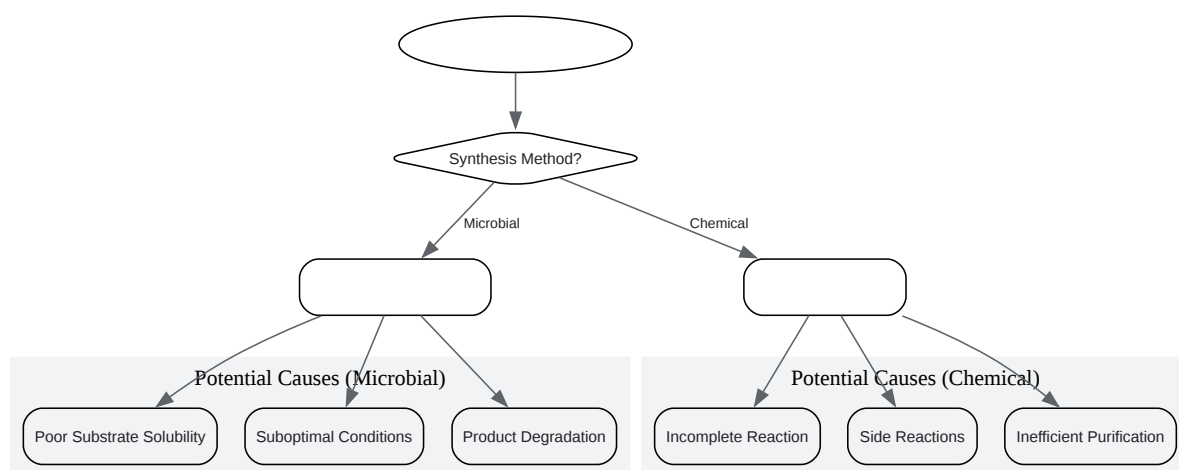 Synthesis Method?
Microbial
Chemical
Potential Causes (Microbial)
Potential Causes (Chemical)
Poor Substrate Solubility
Suboptimal Conditions
Product Degradation
Incomplete Reaction
Side Reactions
Inefficient Purification